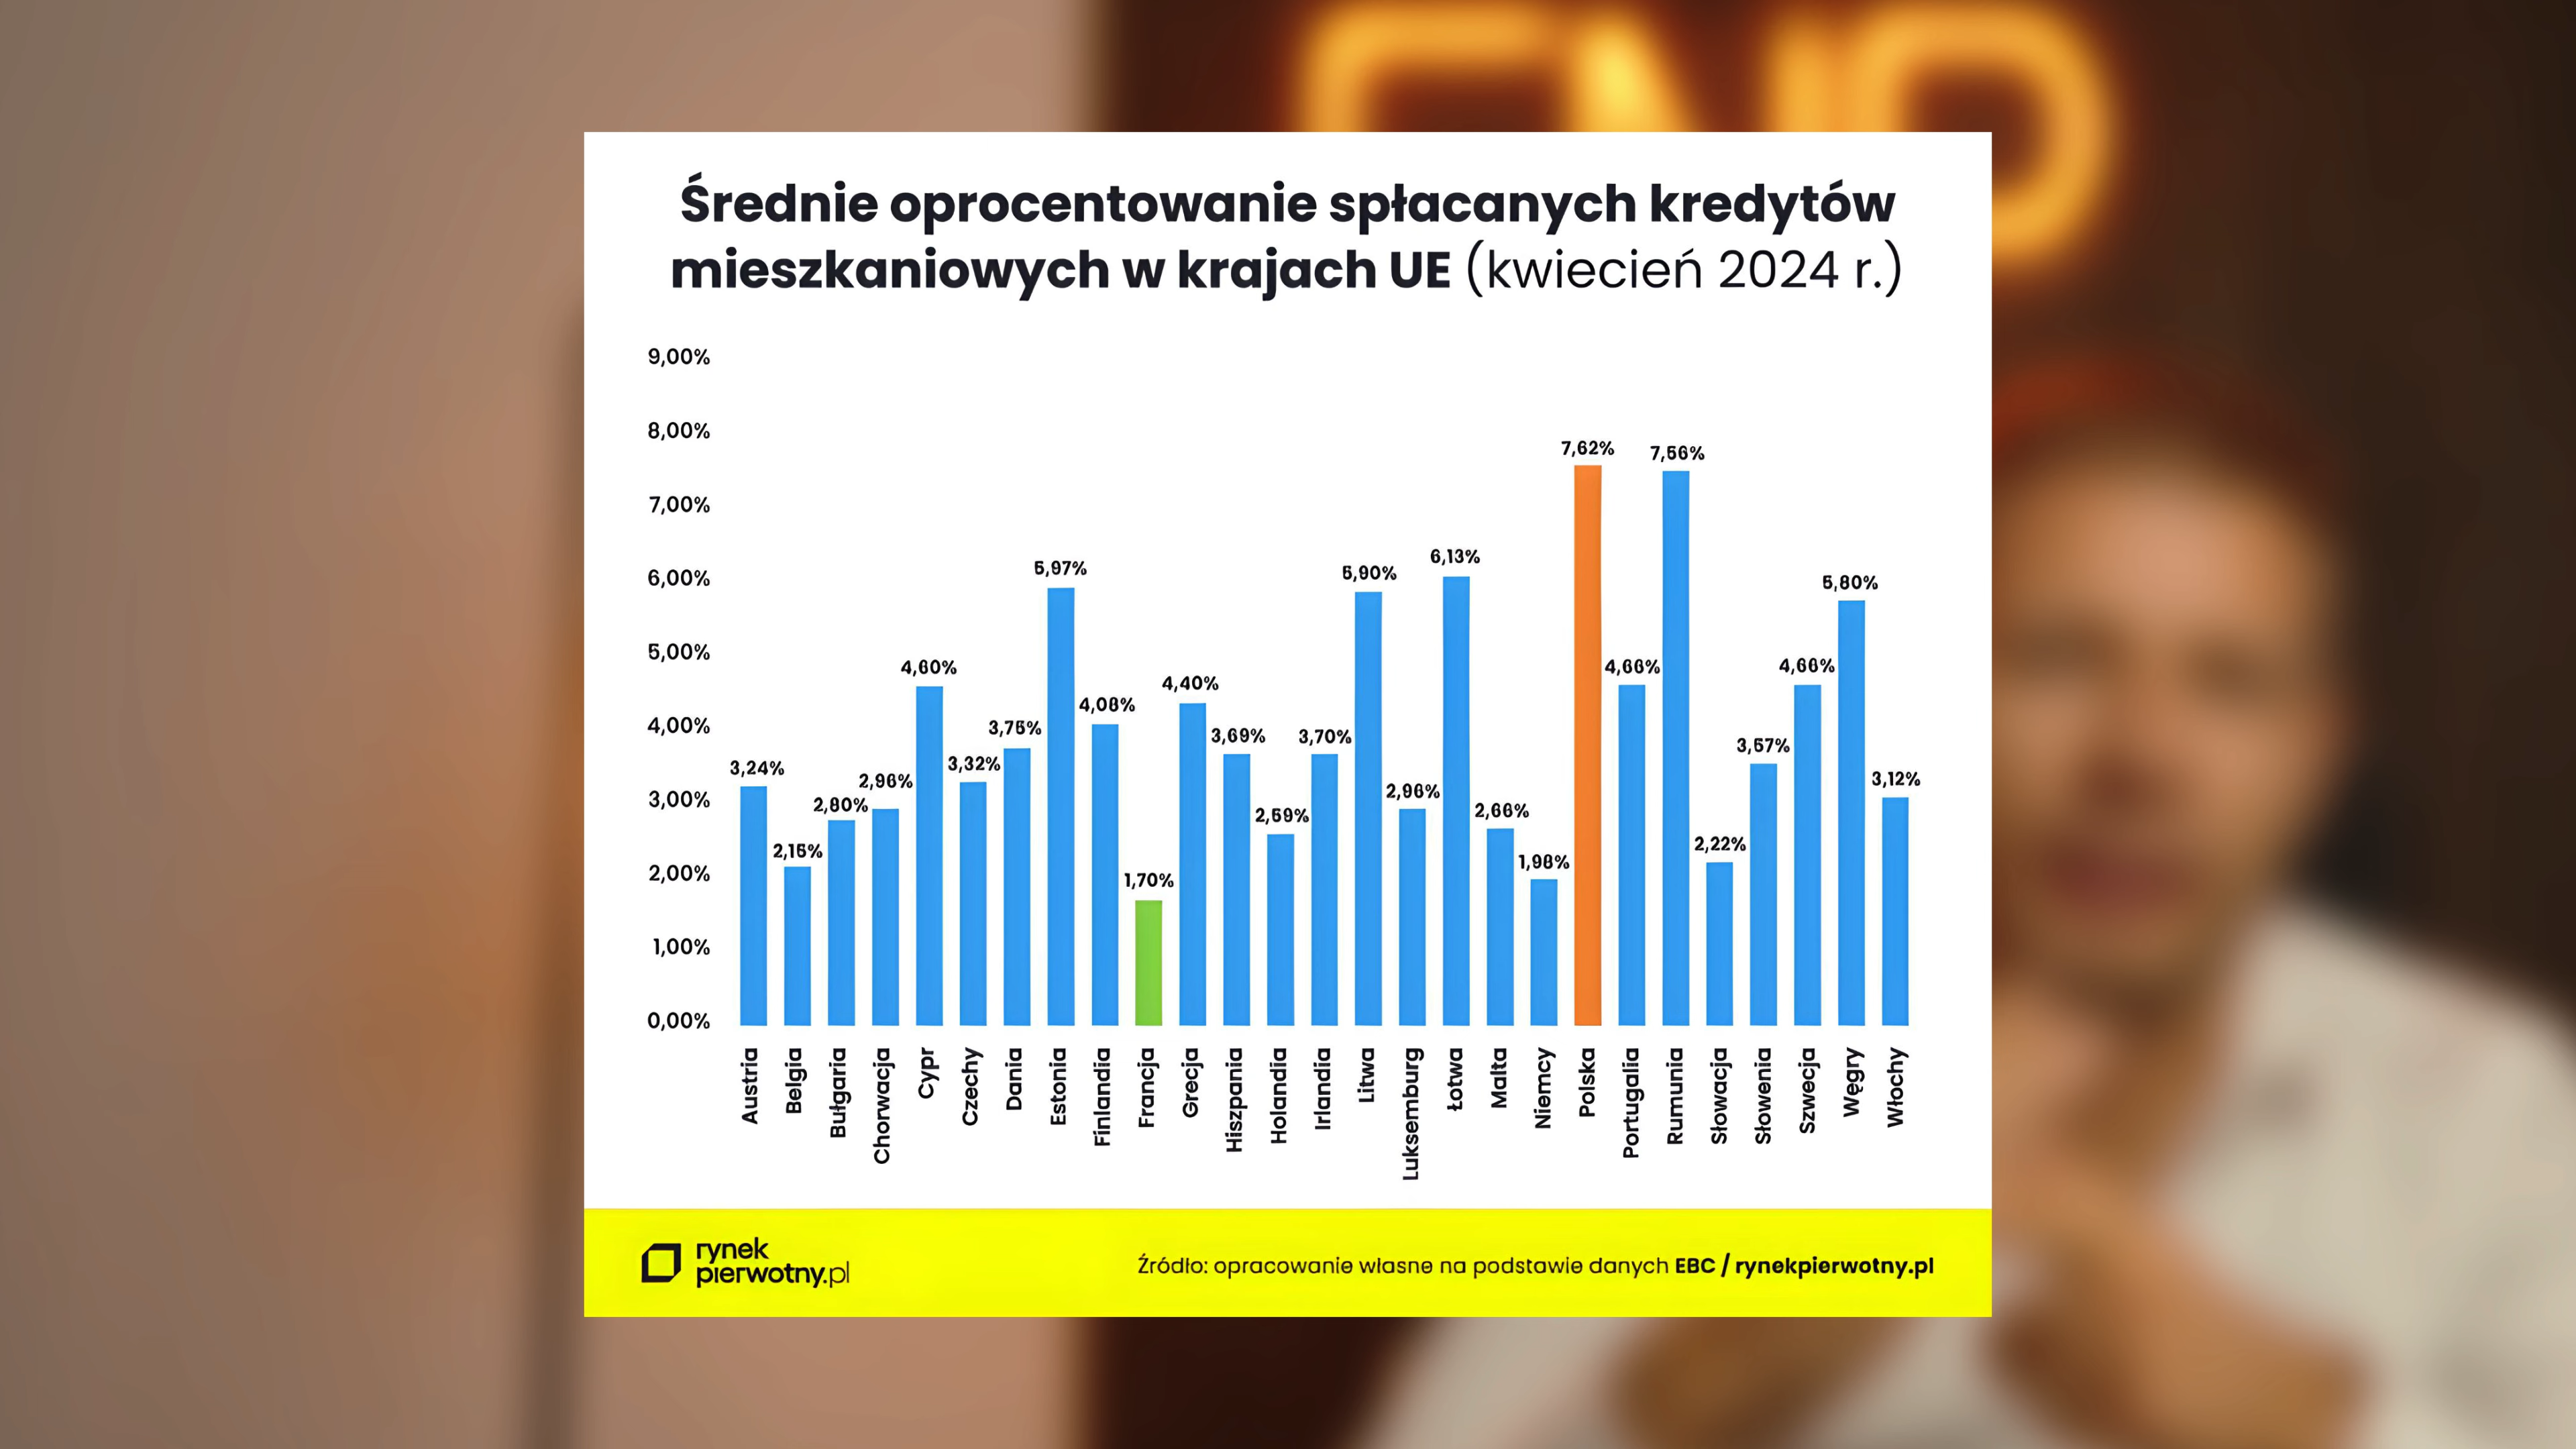 Średnie oprocentowanie spłacanych kredytów
mieszkaniowych w krajach UE (kwiecień 2024 r.)
9,00%
8,00%
7,00%
6,00%
5,00%
4,00%
3,00%
2,00%
1,00%
0,00%
3,24%
2,15%
2,80%
2,96%
4,60%
3,32%
3,75%
5,97%
4,08%
1,70%
4,40%
3,69%
2,59%
3,70%
5,90%
2,96%
6,13%
2,66%
1,98%
7,62%
4,66%
7,56%
2,22%
3,57%
4,66%
5,80%
3,12%
Austria
Belgia
Bułgaria
Chorwacja
Cypr
Czechy
Dania
Estonia
Finlandia
Francja
Grecja
Hiszpania
Holandia
Irlandia
Litwa
Luksemburg
Łotwa
Malta
Niemcy
Polska
Portugalia
Rumunia
Słowacja
Słowenia
Szwecja
Węgry
Włochy
rynek
pierwotny.pl
Źródło: opracowanie własne na podstawie danych EBC / rynekpierwotny.pl